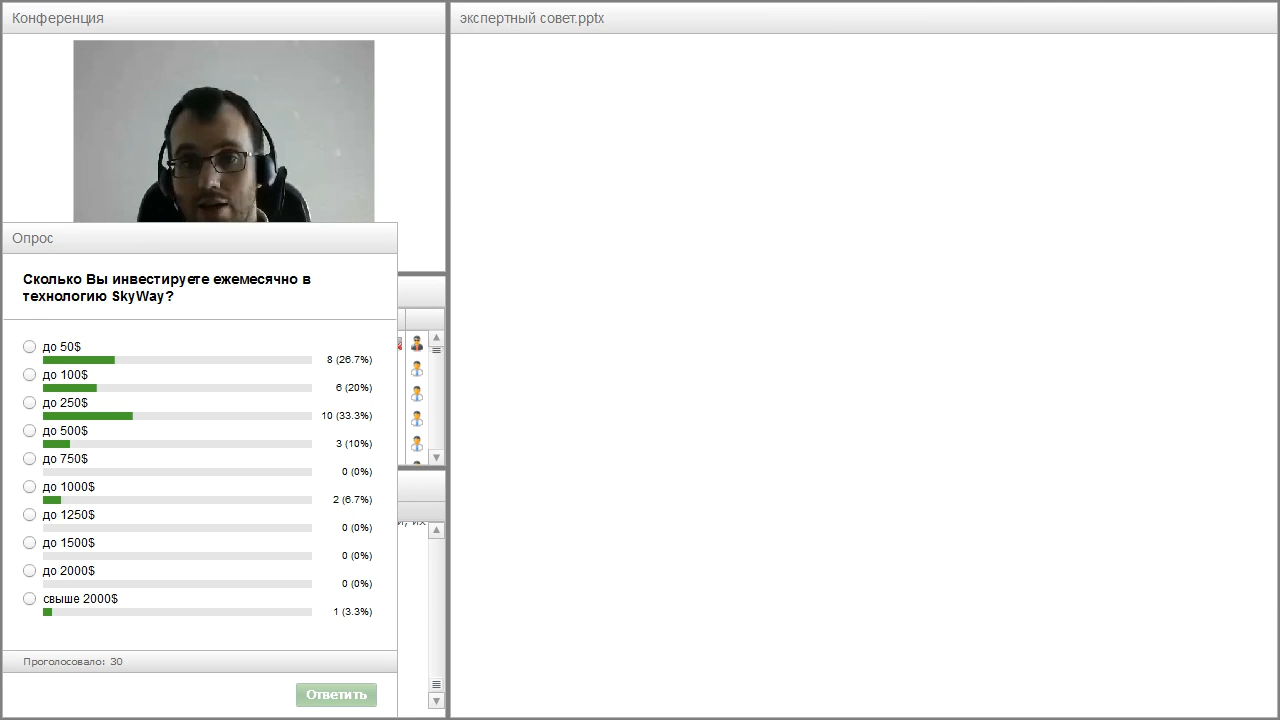 Конференция
экспертный совет.pptx
Опрос
Сколько Вы инвестируете ежемесячно в
технологию SkyWay?
до 50$
8 (26.7%)
до 100$
6 (20%)
до 250$
10 (33.3%)
до 500$
3 (10%)
до 750$
0 (0%)
до 1000$
2 (6.7%)
до 1250$
0 (0%)
до 1500$
0 (0%)
до 2000$
0 (0%)
свыше 2000$
1 (3.3%)
Проголосовало: 30
Ответить